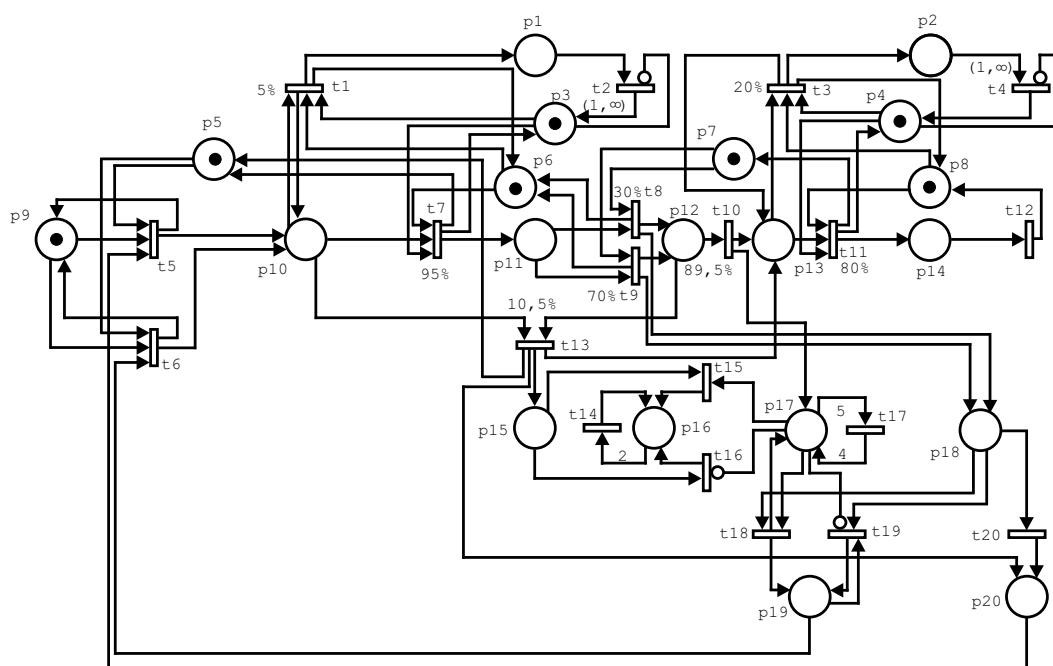 p1
p2
5%
t1
t2
(1,∞)
20%
t3
(1,∞)
t4
p3
p4
p5
p7
p6
p8
p9
t7
30%
t8
p12
t10
t12
t5
p10
95%
p11
70%
t9
89,5%
p13
t11
80%
p14
10,5%
t13
t6
t15
p15
t14
p16
2
p17
5
4
t17
p18
t16
t18
t19
t20
p19
p20